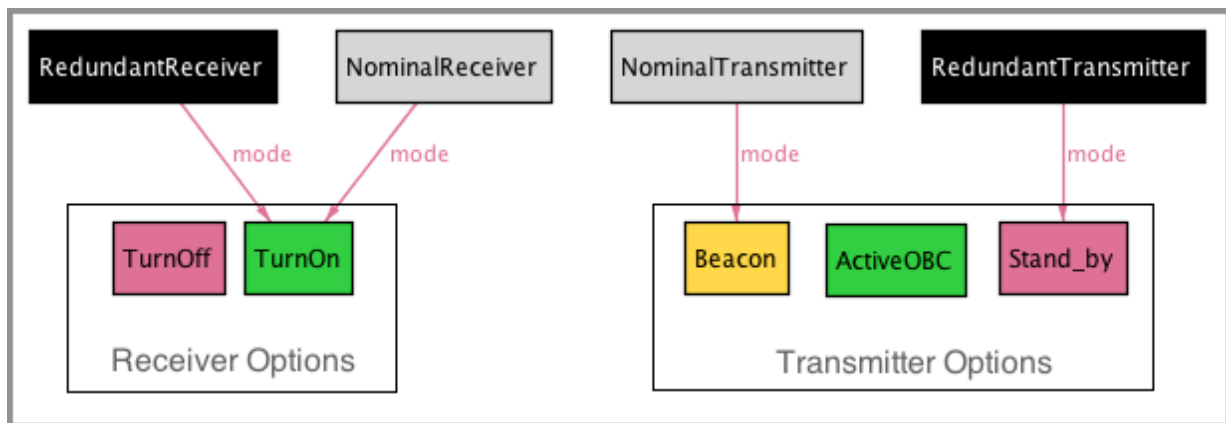 RedundantReceiver
NominalReceiver
NominalTransmitter
RedundantTransmitter
mode
mode
mode
mode
TurnOff
TurnOn
Beacon
ActiveOBC
Stand_by
Receiver Options
Transmitter Options